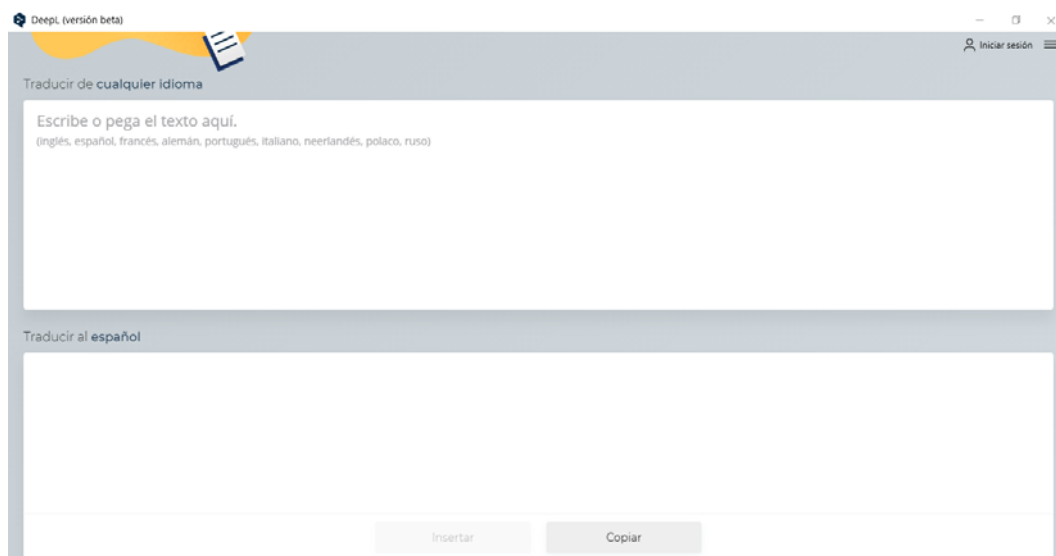 DeepL (versión beta)
Iniciar sesión
Traducir de cualquier idioma
Escribe o pega el texto aquí.
(inglés, español, francés, alemán, portugués, italiano, neerlandés, polaco, ruso)
Traducir al español
Insertar
Copiar